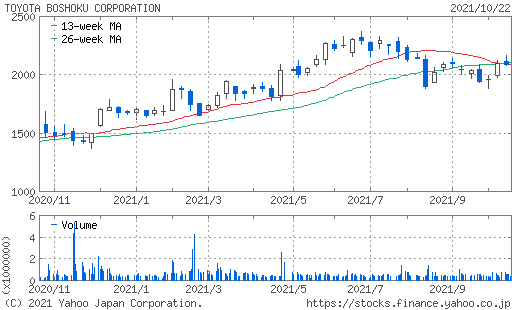 TOYOTA BOSHOKU CORPORATION 2021/10/22
2500
13-week MA
26-week MA
2000
1500
1000
2020/11 2021/1 2021/3 2021/5 2021/7 2021/9
6
Volume
4
2
0
(x1000000)
2020/11 2021/1 2021/3 2021/5 2021/7 2021/9
(C) 2021 Yahoo Japan Corporation. https://stocks.finance.yahoo.co.jp